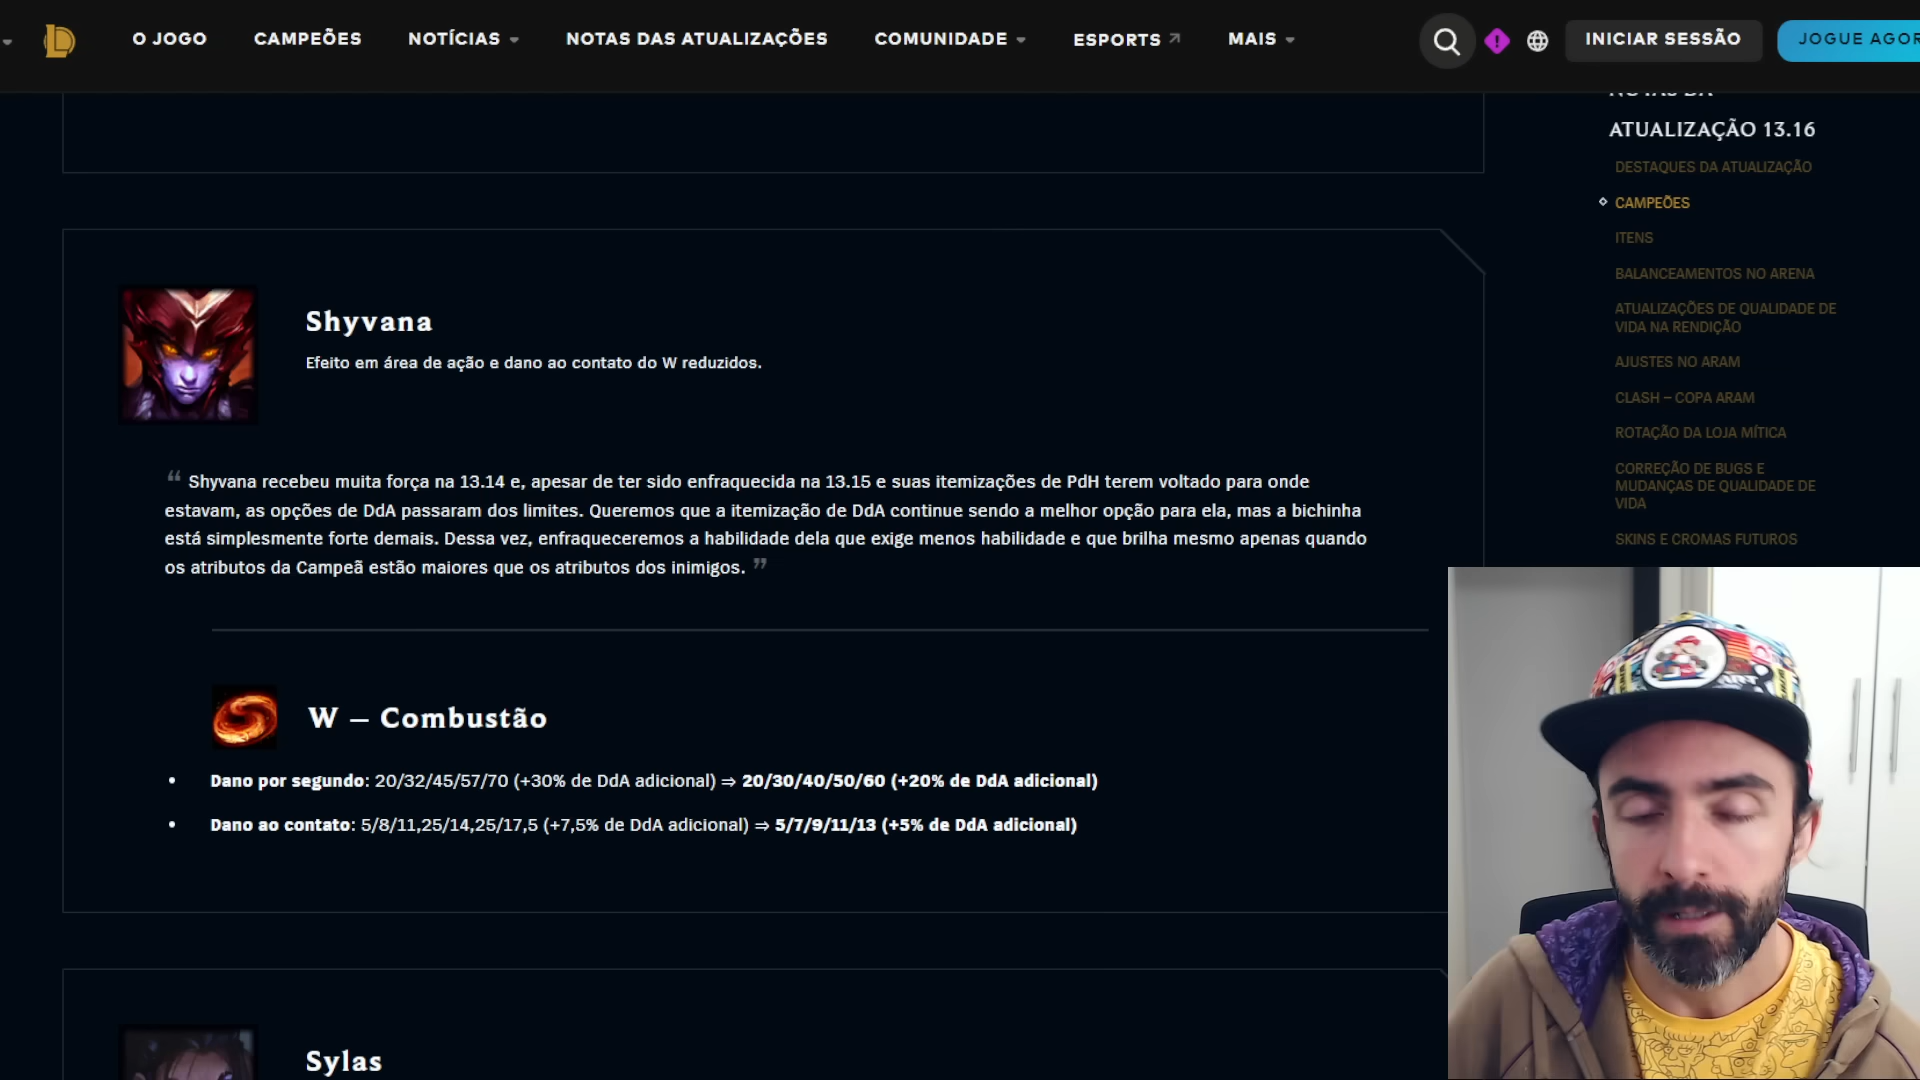 O JOGO
CAMPEÕES
NOTÍCIAS
NOTAS DAS ATUALIZAÇÕES
COMUNIDADE
ESPORTS
MAIS
INICIAR SESSÃO
JOGUE AGOR
NOTAS DA
ATUALIZAÇÃO 13.16
DESTAQUES DA ATUALIZAÇÃO
CAMPEÕES
ITENS
BALANCEAMENTOS NO ARENA
ATUALIZAÇÕES DE QUALIDADE DE
VIDA NA RENDIÇÃO
AJUSTES NO ARAM
CLASH – COPA ARAM
ROTAÇÃO DA LOJA MÍTICA
CORREÇÃO DE BUGS E
MUDANÇAS DE QUALIDADE DE
VIDA
SKINS E CROMAS FUTUROS
Shyvana
Efeito em área de ação e dano ao contato do W reduzidos.
“ Shyvana recebeu muita força na 13.14 e, apesar de ter sido enfraquecida na 13.15 e suas itemizações de PdH terem voltado para onde
estavam, as opções de DdA passaram dos limites. Queremos que a itemização de DdA continue sendo a melhor opção para ela, mas a bichinha
está simplesmente forte demais. Dessa vez, enfraqueceremos a habilidade dela que exige menos habilidade e que brilha mesmo apenas quando
os atributos da Campeã estão maiores que os atributos dos inimigos. ”
W – Combustão
• Dano por segundo: 20/32/45/57/70 (+30% de DdA adicional) ⇒ 20/30/40/50/60 (+20% de DdA adicional)
• Dano ao contato: 5/8/11,25/14,25/17,5 (+7,5% de DdA adicional) ⇒ 5/7/9/11/13 (+5% de DdA adicional)
Sylas